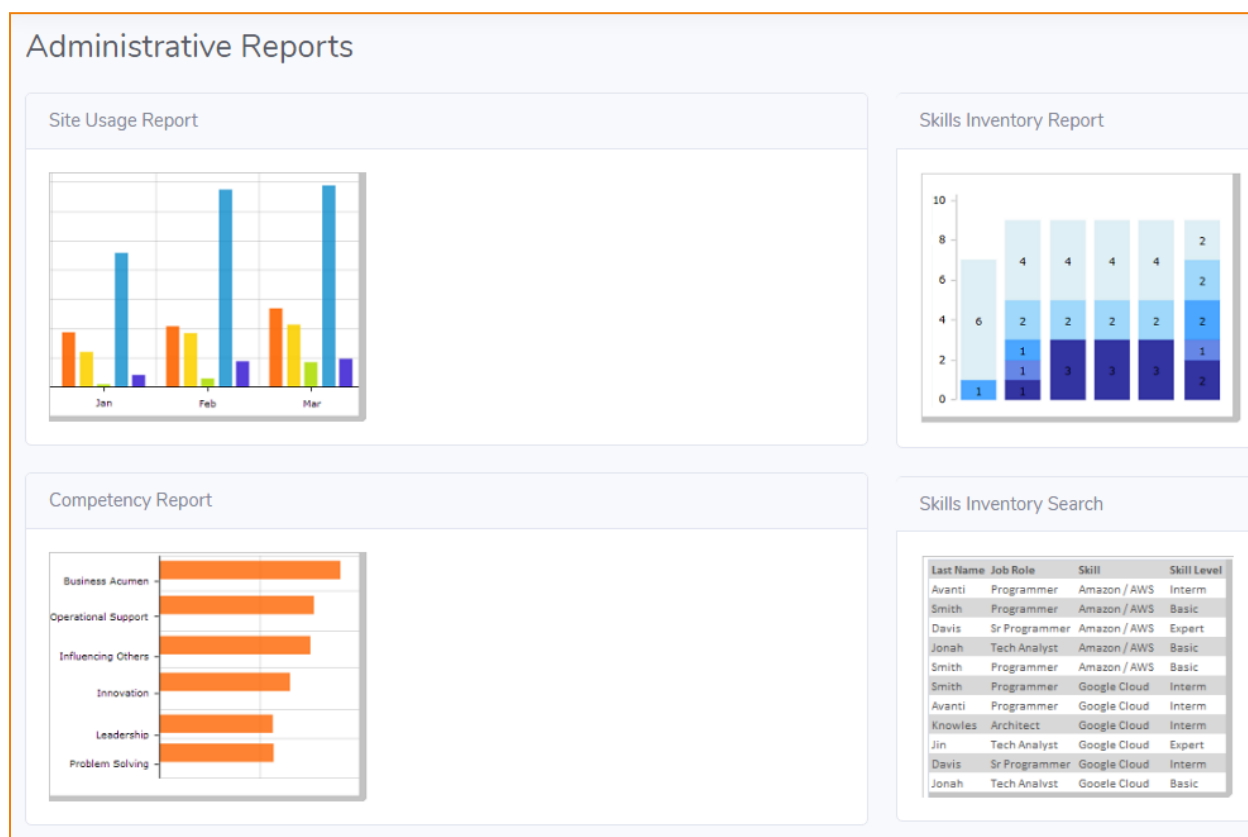 Administrative Reports
Site Usage Report
Jan Feb Mar
Skills Inventory Report
10
8
6
4
2
0
6
1
4
2
1
1
1
4
2
3
4
2
3
4
2
3
2
2
2
1
2
Competency Report
Business Acumen
Operational Support
Influencing Others
Innovation
Leadership
Problem Solving
Skills Inventory Search
Last Name Job Role Skill Skill Level
Avanti Programmer Amazon / AWS Interm
Smith Programmer Amazon / AWS Basic
Davis Sr Programmer Amazon / AWS Expert
Jonah Tech Analyst Amazon / AWS Basic
Smith Programmer Amazon / AWS Basic
Smith Programmer Google Cloud Interm
Avanti Programmer Google Cloud Interm
Knowles Architect Google Cloud Interm
Jin Tech Analyst Google Cloud Expert
Davis Sr Programmer Google Cloud Interm
Jonah Tech Analyst Google Cloud Basic